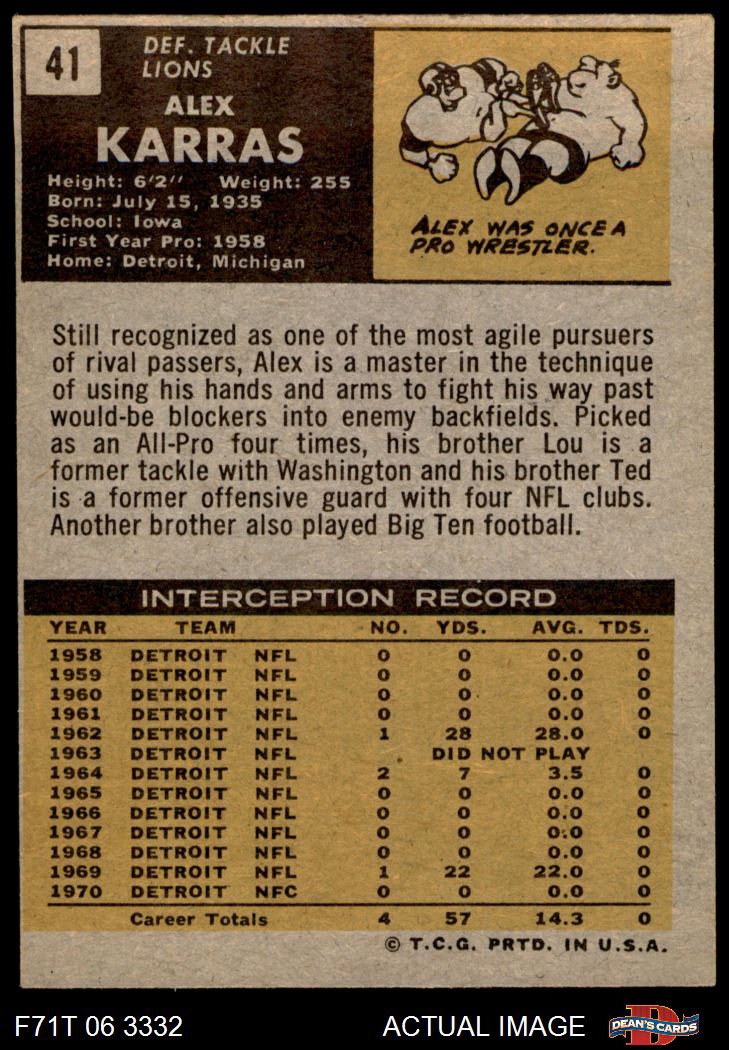 41
DEF. TACKLE
LIONS
ALEX
KARRAS
Height: 6'2" Weight: 255
Born: July 15, 1935
School: Iowa
First Year Pro: 1958
Home: Detroit, Michigan
ALEX WAS ONCE A
PRO WRESTLER.
Still recognized as one of the most agile pursuers
of rival passers, Alex is a master in the technique
of using his hands and arms to fight his way past
would-be blockers into enemy backfields. Picked
as an All-Pro four times, his brother Lou is a
former tackle with Washington and his brother Ted
is a former offensive guard with four NFL clubs.
Another brother also played Big Ten football.
INTERCEPTION RECORD
YEAR TEAM NO. YDS. AVG. TDS.
1958 DETROIT NFL 0 0 0.0 0
1959 DETROIT NFL 0 0 0.0 0
1960 DETROIT NFL 0 0 0.0 0
1961 DETROIT NFL 0 0 0.0 0
1962 DETROIT NFL 1 28 28.0 0
1963 DETROIT NFL DID NOT PLAY
1964 DETROIT NFL 2 7 3.5 0
1965 DETROIT NFL 0 0 0.0 0
1966 DETROIT NFL 0 0 0.0 0
1967 DETROIT NFL 0 0 0.0 0
1968 DETROIT NFL 0 0 0.0 0
1969 DETROIT NFL 1 22 22.0 0
1970 DETROIT NFC 0 0 0.0 0
Career Totals 4 57 14.3 0
© T.C.G. PRTD. IN U.S.A.
F71T 06 3332 ACTUAL IMAGE
D
DEAN'S CARDS